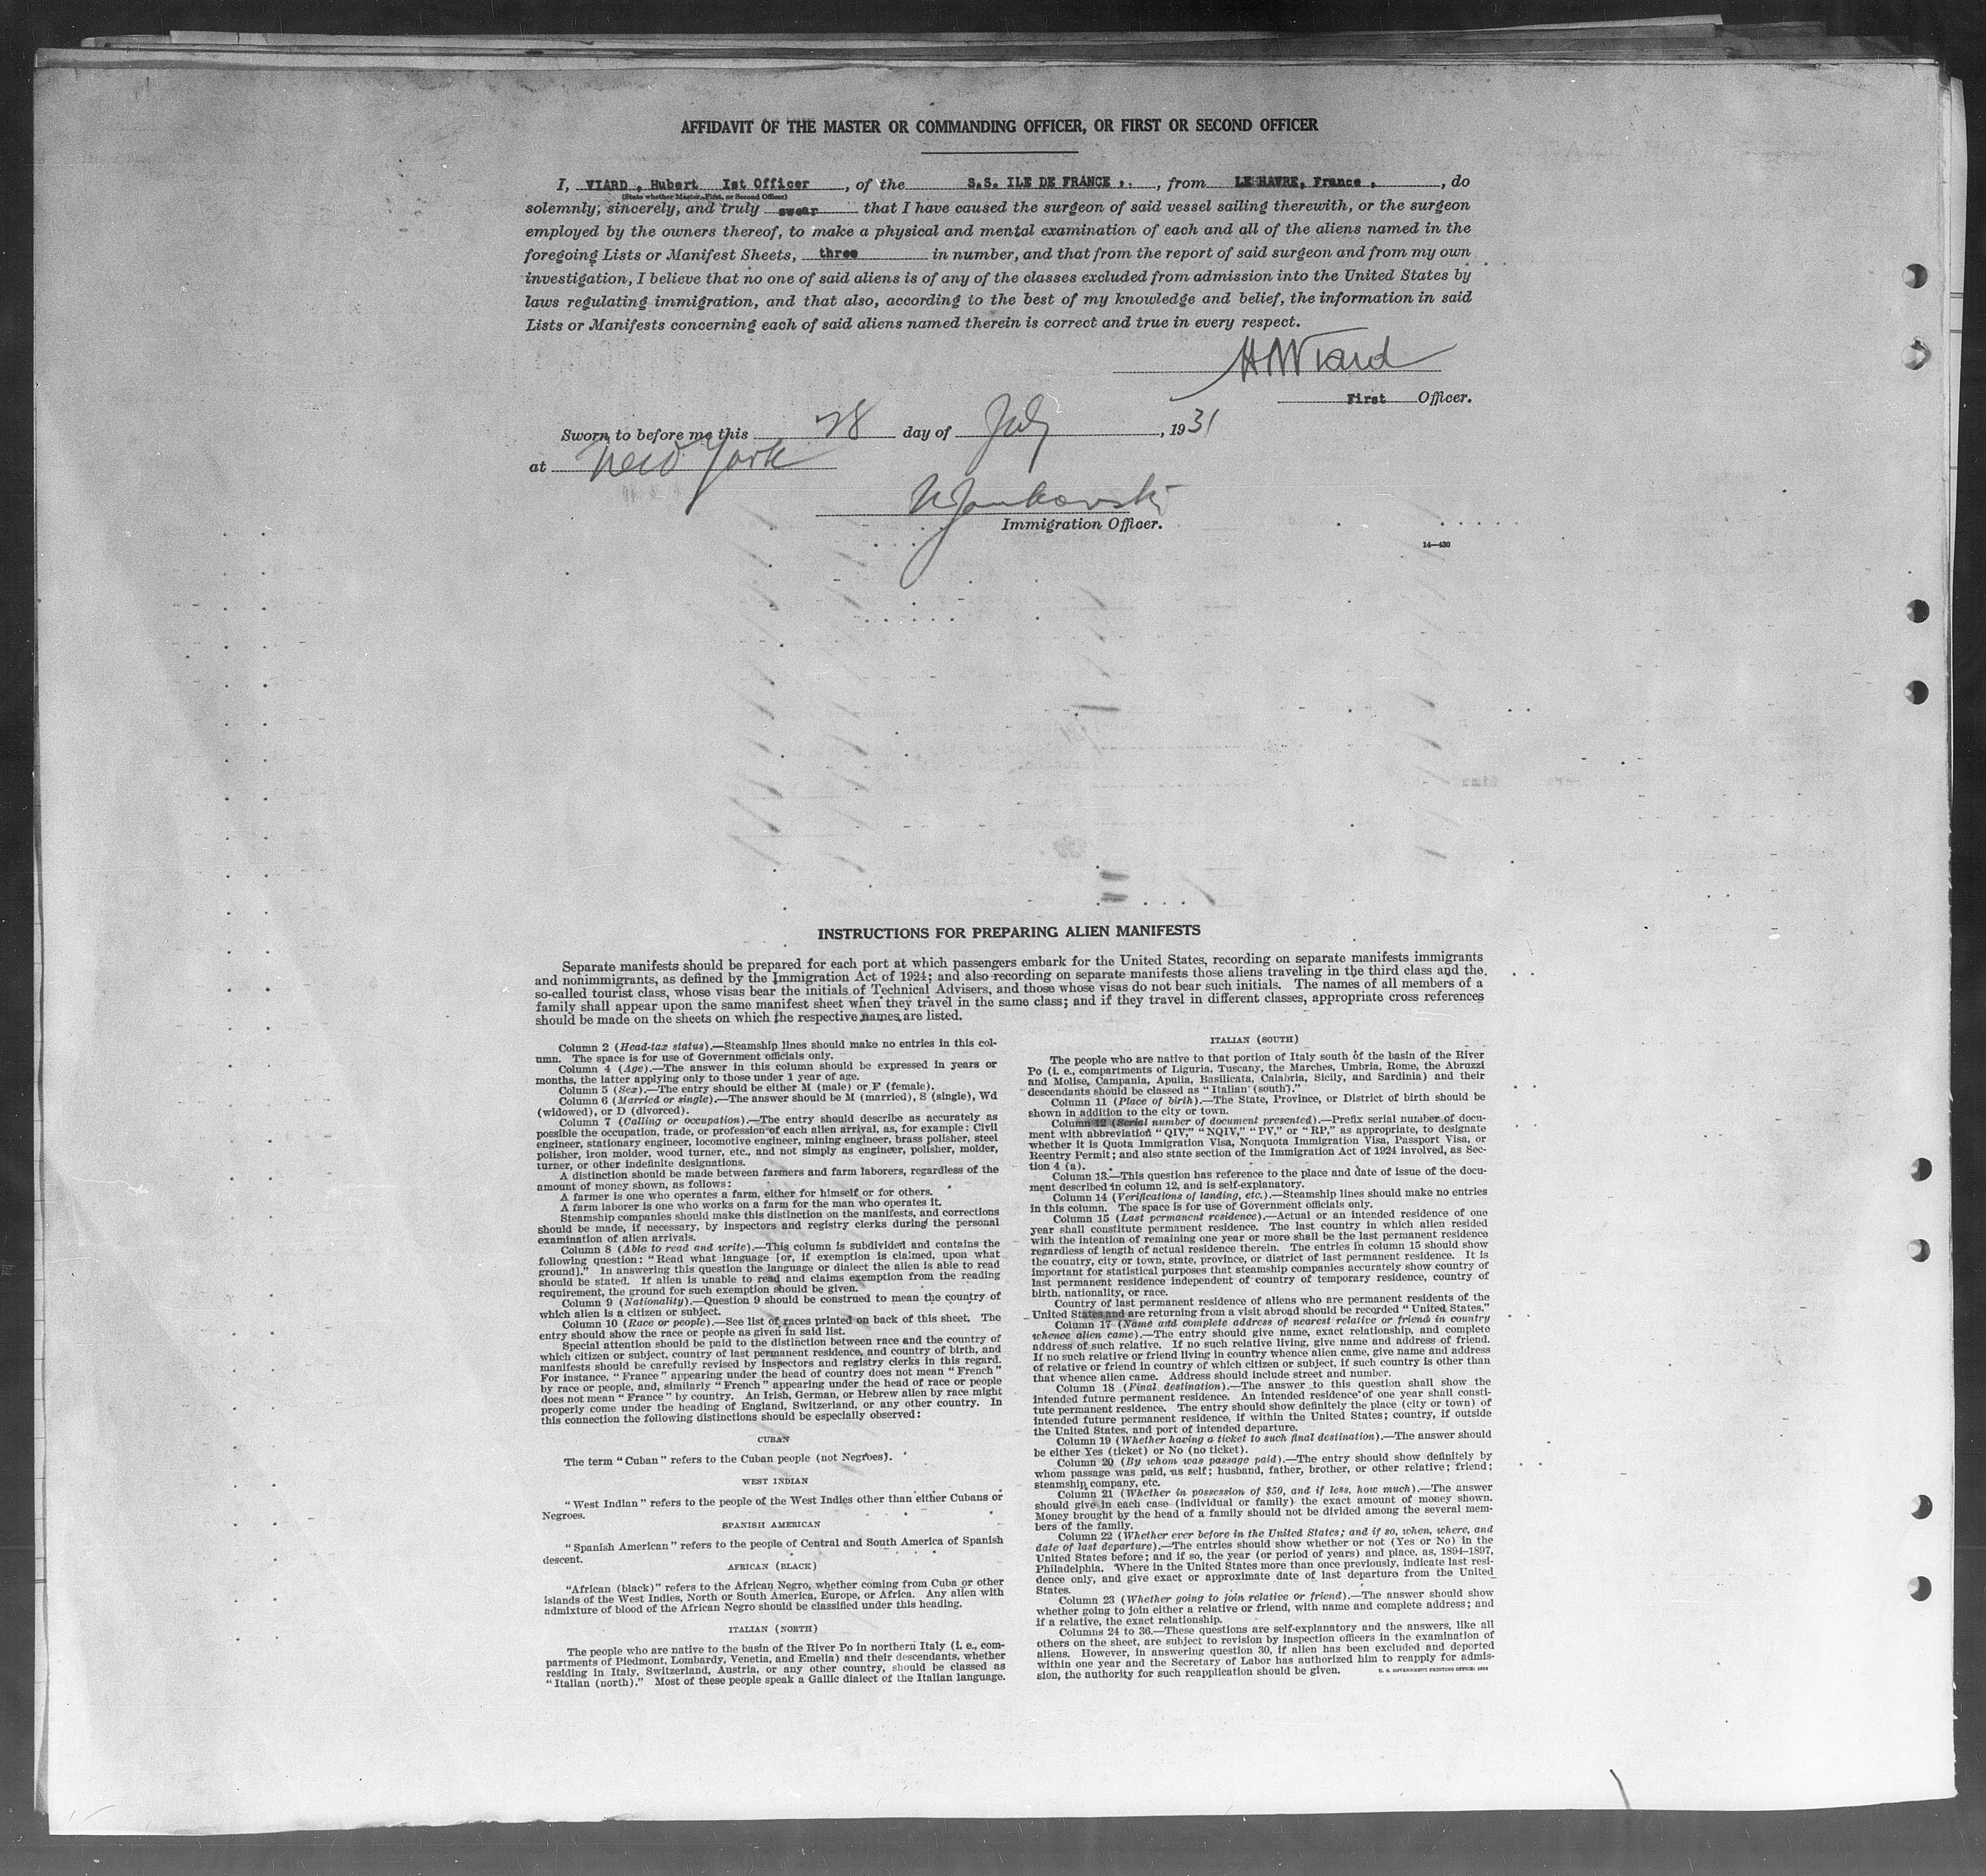 AFFIDAVIT OF THE MASTER OR COMMANDING OFFICER, OR FIRST OR SECOND OFFICER
I, VIARD, Hubert Ist Officer, of the S.S. ILE DE FRANCE, from LE HAVRE, France, do
(State whether Master, First, or Second Officer)
solemnly, sincerely, and truly swear that I have caused the surgeon of said vessel sailing therewith, or the surgeon
employed by the owners thereof, to make a physical and mental examination of each and all of the aliens named in the
foregoing Lists or Manifest Sheets, three in number, and that from the report of said surgeon and from my own
investigation, I believe that no one of said aliens is of any of the classes excluded from admission into the United States by
laws regulating immigration, and that also, according to the best of my knowledge and belief, the information in said
Lists or Manifests concerning each of said aliens named therein is correct and true in every respect.
H Viard
First Officer.
Sworn to before me this 28 day of July, 1931
at New York
Immigration Officer.
14—430
INSTRUCTIONS FOR PREPARING ALIEN MANIFESTS
Separate manifests should be prepared for each port at which passengers embark for the United States, recording on separate manifests immigrants
and nonimmigrants, as defined by the Immigration Act of 1924; and also recording on separate manifests those aliens traveling in the third class and the
so-called tourist class, whose visas bear the initials of Technical Advisers, and those whose visas do not bear such initials. The names of all members of a
family shall appear upon the same manifest sheet when they travel in the same class; and if they travel in different classes, appropriate cross references
should be made on the sheets on which the respective names are listed.
Column 2 (Head-tax status).—Steamship lines should make no entries in this col-
umn. The space is for use of Government officials only.
Column 4 (Age).—The answer in this column should be expressed in years or
months, the latter applying only to those under 1 year of age.
Column 5 (Sex).—The entry should be either M (male) or F (female).
Column 6 (Married or single).—The answer should be M (married), S (single), Wd
(widowed), or D (divorced).
Column 7 (Calling or occupation).—The entry should describe as accurately as
possible the occupation, trade, or profession of each alien arrival, as, for example: Civil
engineer, stationary engineer, locomotive engineer, mining engineer, brass polisher, steel
polisher, iron molder, wood turner, etc., and not simply as engineer, polisher, molder,
turner, or other indefinite designations.
A distinction should be made between farmers and farm laborers, regardless of the
amount of money shown, as follows:
A farmer is one who operates a farm, either for himself or for others.
A farm laborer is one who works on a farm for the man who operates it.
Steamship companies should make this distinction on the manifests, and corrections
should be made, if necessary, by inspectors and registry clerks during the personal
examination of alien arrivals.
Column 8 (Able to read and write).—This column is subdivided and contains the
following question: "Read what language [or, if exemption is claimed, upon what
ground]." In answering this question the language or dialect the alien is able to read
should be stated. If alien is unable to read and claims exemption from the reading
requirement, the ground for such exemption should be given.
Column 9 (Nationality).—Question 9 should be construed to mean the country of
which alien is a citizen or subject.
Column 10 (Race or people).—See list of races printed on back of this sheet. The
entry should show the race or people as given in said list.
Special attention should be paid to the distinction between race and the country of
which citizen or subject, country of last permanent residence, and country of birth, and
manifests should be carefully revised by inspectors and registry clerks in this regard.
For instance, "France" appearing under the head of country does not mean "French"
by race or people, and, similarly "French" appearing under the head of race or people
does not mean "France" by country. An Irish, German, or Hebrew alien by race might
properly come under the heading of England, Switzerland, or any other country. In
this connection the following distinctions should be especially observed:
CUBAN
The term "Cuban" refers to the Cuban people (not Negroes).
WEST INDIAN
"West Indian" refers to the people of the West Indies other than either Cubans or
Negroes.
SPANISH AMERICAN
"Spanish American" refers to the people of Central and South America of Spanish
descent.
AFRICAN (BLACK)
"African (black)" refers to the African Negro, whether coming from Cuba or other
islands of the West Indies, North or South America, Europe, or Africa. Any alien with
admixture of blood of the African Negro should be classified under this heading.
ITALIAN (NORTH)
The people who are native to the basin of the River Po in northern Italy (i. e., com-
partments of Piedmont, Lombardy, Venetia, and Emelia) and their descendants, whether
residing in Italy, Switzerland, Austria, or any other country, should be classed as
"Italian (north)." Most of these people speak a Gallic dialect of the Italian language.
ITALIAN (SOUTH)
The people who are native to that portion of Italy south of the basin of the River
Po (i. e., compartments of Liguria, Tuscany, the Marches, Umbria, Rome, the Abruzzi
and Molise, Campania, Apulia, Basilicata, Calabria, Sicily, and Sardinia) and their
descendants should be classed as "Italian (south)."
Column 11 (Place of birth).—The State, Province, or District of birth should be
shown in addition to the city or town.
Column 12 (Serial number of document presented).—Prefix serial number of docu-
ment with abbreviation "QIV," "NQIV," "PV," or "RP," as appropriate, to designate
whether it is Quota Immigration Visa, Nonquota Immigration Visa, Passport Visa, or
Reentry Permit; and also state section of the Immigration Act of 1924 involved, as Sec-
tion 4 (a).
Column 13.—This question has reference to the place and date of issue of the docu-
ment described in column 12, and is self-explanatory.
Column 14 (Verifications of landing, etc.).—Steamship lines should make no entries
in this column. The space is for use of Government officials only.
Column 15 (Last permanent residence).—Actual or an intended residence of one
year shall constitute permanent residence. The last country in which alien resided
with the intention of remaining one year or more shall be the last permanent residence
regardless of length of actual residence therein. The entries in column 15 should show
the country, city or town, state, province, or district of last permanent residence. It is
important for statistical purposes that steamship companies accurately show country of
last permanent residence independent of country of temporary residence, country of
birth, nationality, or race.
Country of last permanent residence of aliens who are permanent residents of the
United States and are returning from a visit abroad should be recorded "United States."
Column 17 (Name and complete address of nearest relative or friend in country
whence alien came).—The entry should give name, exact relationship, and complete
address of such relative. If no such relative living, give name and address of friend.
If no such relative or friend living in country whence alien came, give name and address
of relative or friend in country of which citizen or subject, if such country is other than
that whence alien came. Address should include street and number.
Column 18 (Final destination).—The answer to this question shall show the
intended future permanent residence. An intended residence of one year shall consti-
tute permanent residence. The entry should show definitely the place (city or town) of
intended future permanent residence, if within the United States; country, if outside
the United States, and port of intended departure.
Column 19 (Whether having a ticket to such final destination).—The answer should
be either Yes (ticket) or No (no ticket).
Column 20 (By whom was passage paid).—The entry should show definitely by
whom passage was paid, as self; husband, father, brother, or other relative; friend;
steamship company, etc.
Column 21 (Whether in possession of $50, and if less, how much).—The answer
should give in each case (individual or family) the exact amount of money shown.
Money brought by the head of a family should not be divided among the several mem-
bers of the family.
Column 22 (Whether ever before in the United States; and if so, when, where, and
date of last departure).—The entries should show whether or not (Yes or No) in the
United States before; and if so, the year (or period of years) and place, as, 1894–1897,
Philadelphia. Where in the United States more than once previously, indicate last resi-
dence only, and give exact or approximate date of last departure from the United
States.
Column 23 (Whether going to join relative or friend).—The answer should show
whether going to join either a relative or friend, with name and complete address; and
if a relative, the exact relationship.
Columns 24 to 36.—These questions are self-explanatory and the answers, like all
others on the sheet, are subject to revision by inspection officers in the examination of
aliens. However, in answering question 30, if alien has been excluded and deported
within one year and the Secretary of Labor has authorized him to reapply for admis-
sion, the authority for such reapplication should be given.
U. S. GOVERNMENT PRINTING OFFICE: